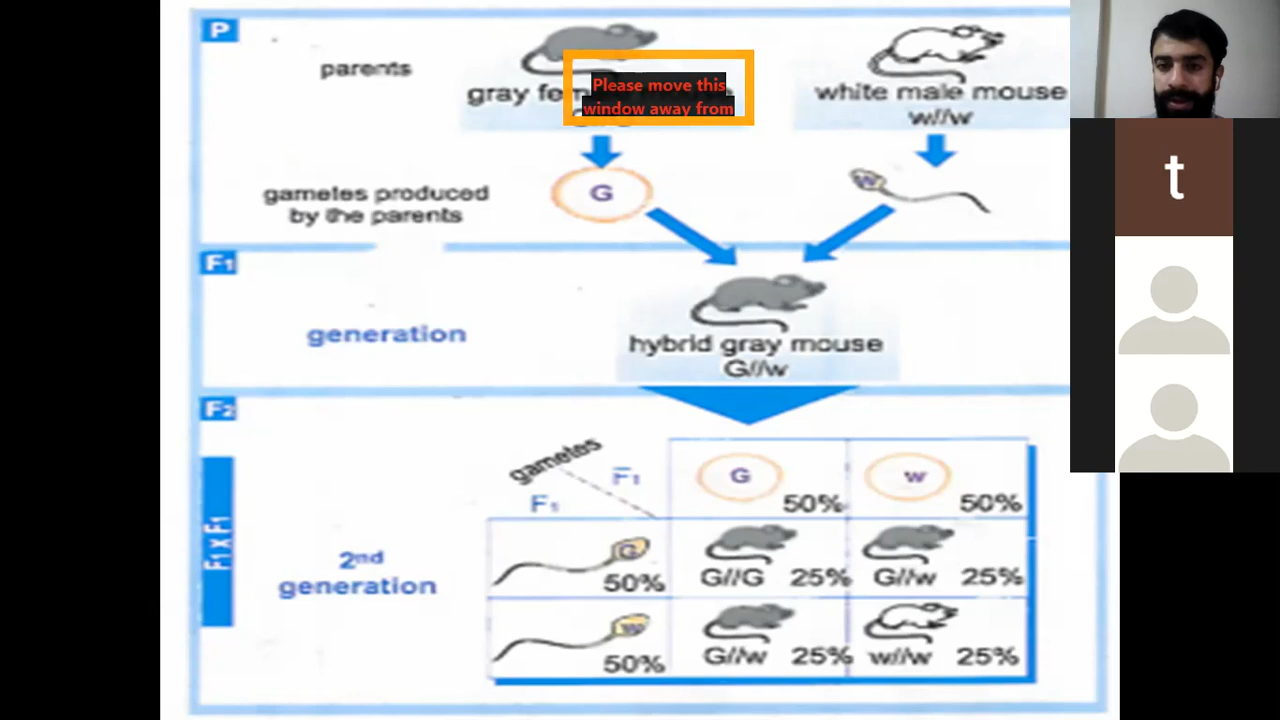 P
parents
gray fem
Please move this
window away from
white male mouse
w//w
gametes produced
by the parents
G
w
F1
generation
hybrid gray mouse
G//w
F2
F1 x F1
2nd
generation
gametes
F1
F1
G
50%
w
50%
G
50%
G//G 25%
G//w 25%
w
50%
G//w 25%
w//w 25%
t